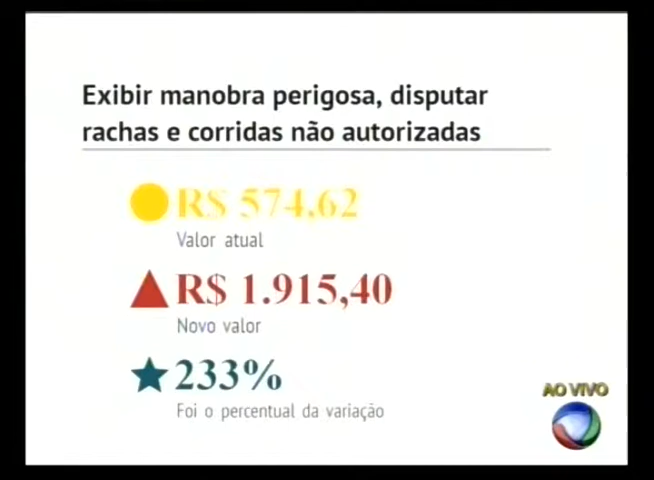 Exibir manobra perigosa, disputar
rachas e corridas não autorizadas
R$ 574,62
Valor atual
R$ 1.915,40
Novo valor
233%
Foi o percentual da variação
AO VIVO